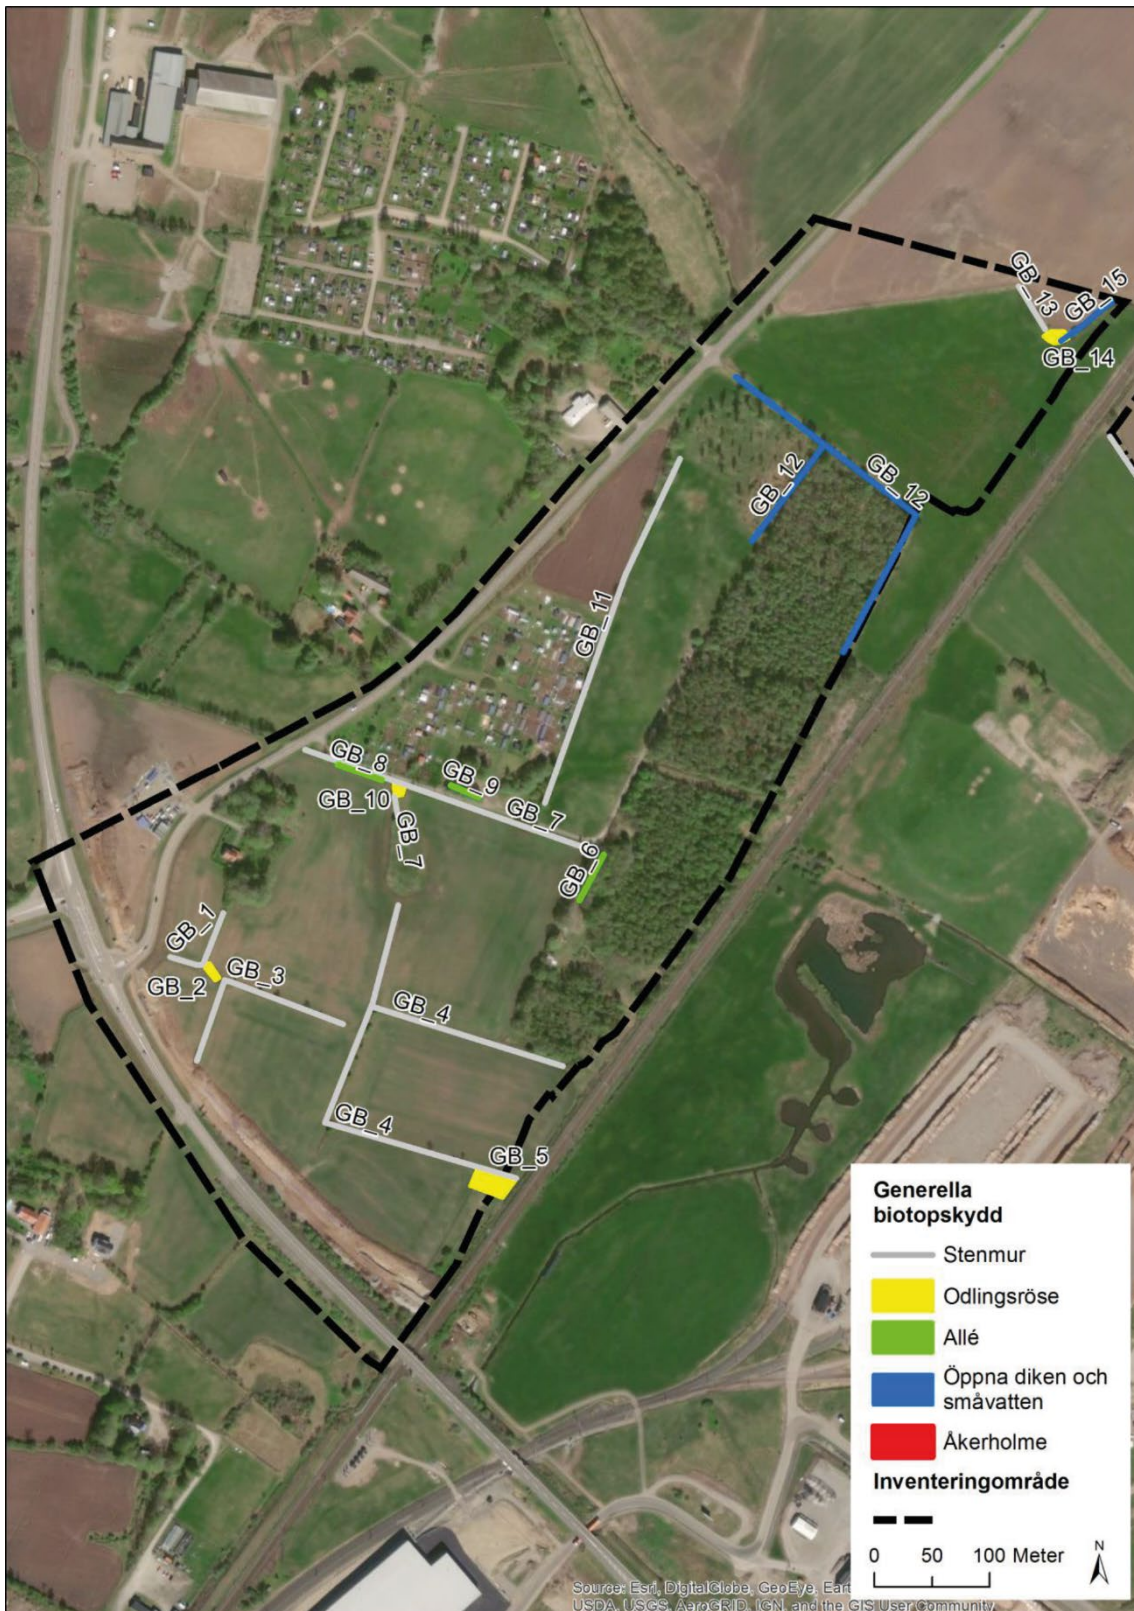 GB_13
GB_15
GB_14
GB_12
GB_12
GB_11
GB_8
GB_9
GB_10
GB_7
GB_7
GB_6
GB_1
GB_2
GB_3
GB_4
GB_4
GB_5
Generella
biotopskydd
Stenmur
Odlingsröse
Allé
Öppna diken och
småvatten
Åkerholme
Inventeringområde
N
0 50 100 Meter
Source: Esri, DigitalGlobe, GeoEye, Eart
USDA, USGS, AeroGRID, IGN, and the GIS User Community